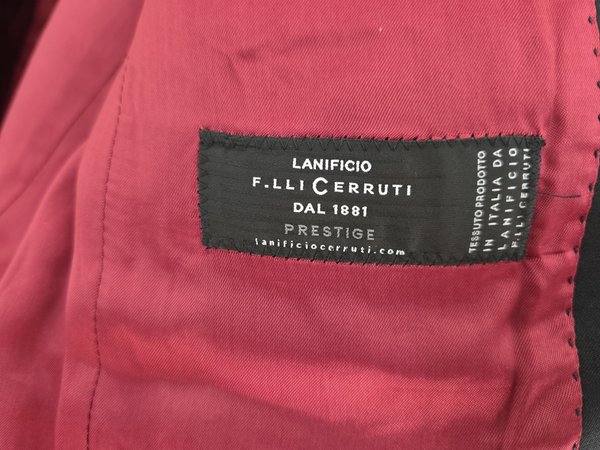 LANIFICIO
F.LLI CERRUTI
DAL 1881
PRESTIGE
lanificiocerruti.com
TESSUTO PRODOTTO
IN ITALIA DA
LANIFICIO
F.LLI CERRUTI